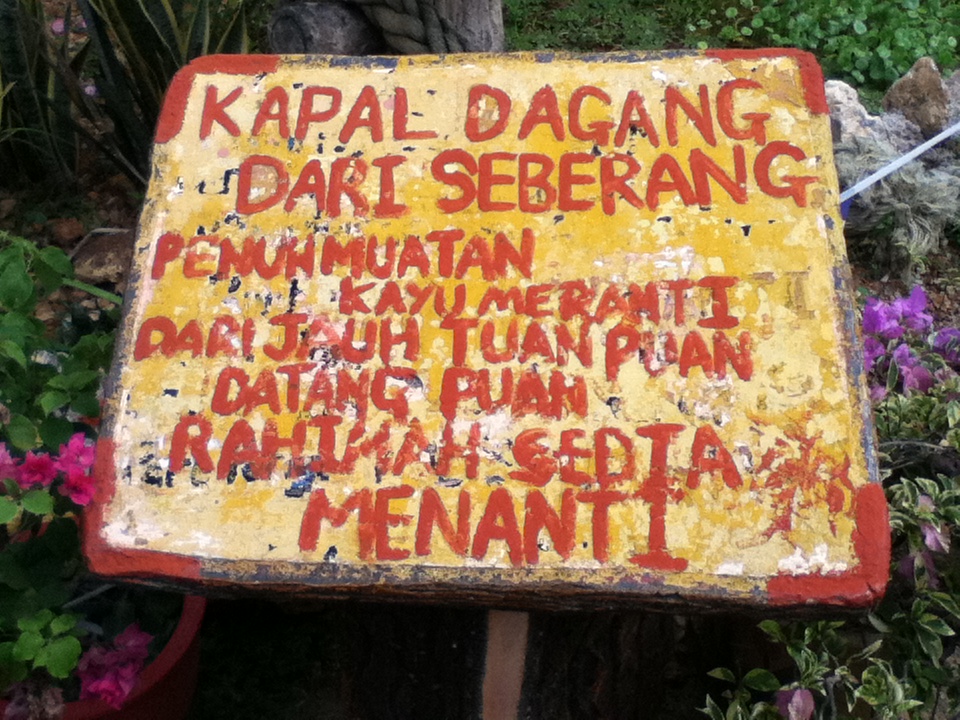 KAPAL DAGANG
DARI SEBERANG
PENUH MUATAN
KAYU MERANTI
DARI JAUH TUAN PUAN
DATANG PUAN
RAHIMAH SEDIA
MENANTI